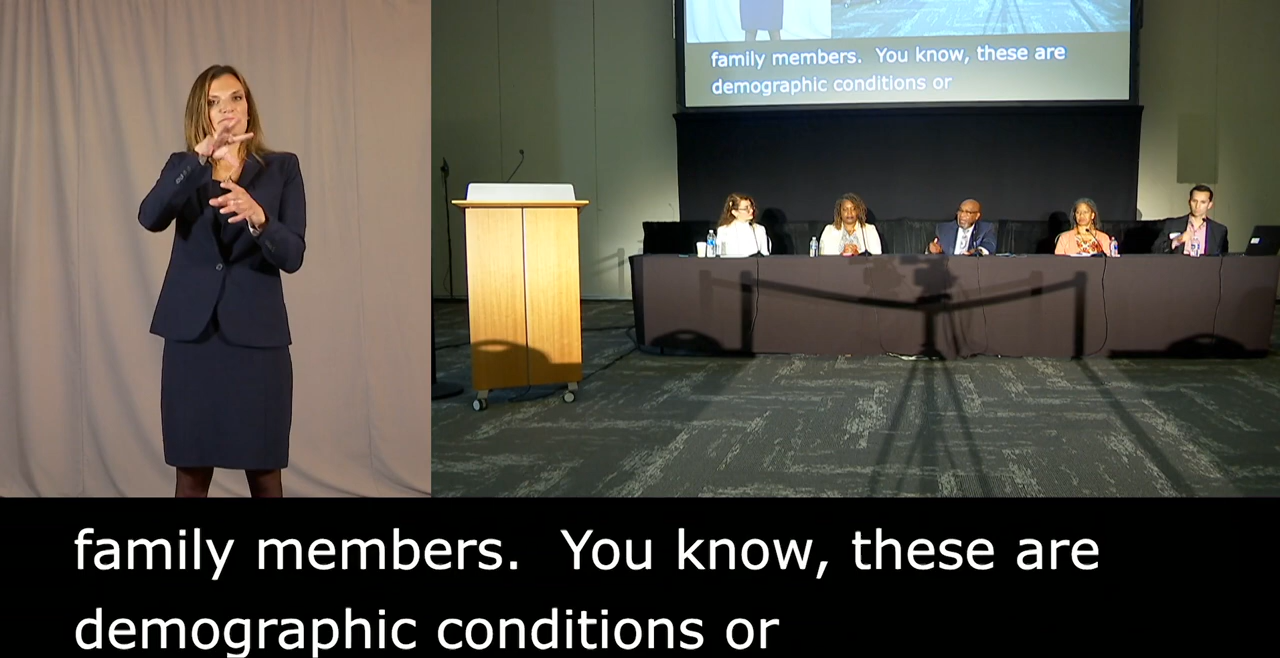 family members.  You know, these are
demographic conditions or
family members.  You know, these are
demographic conditions or